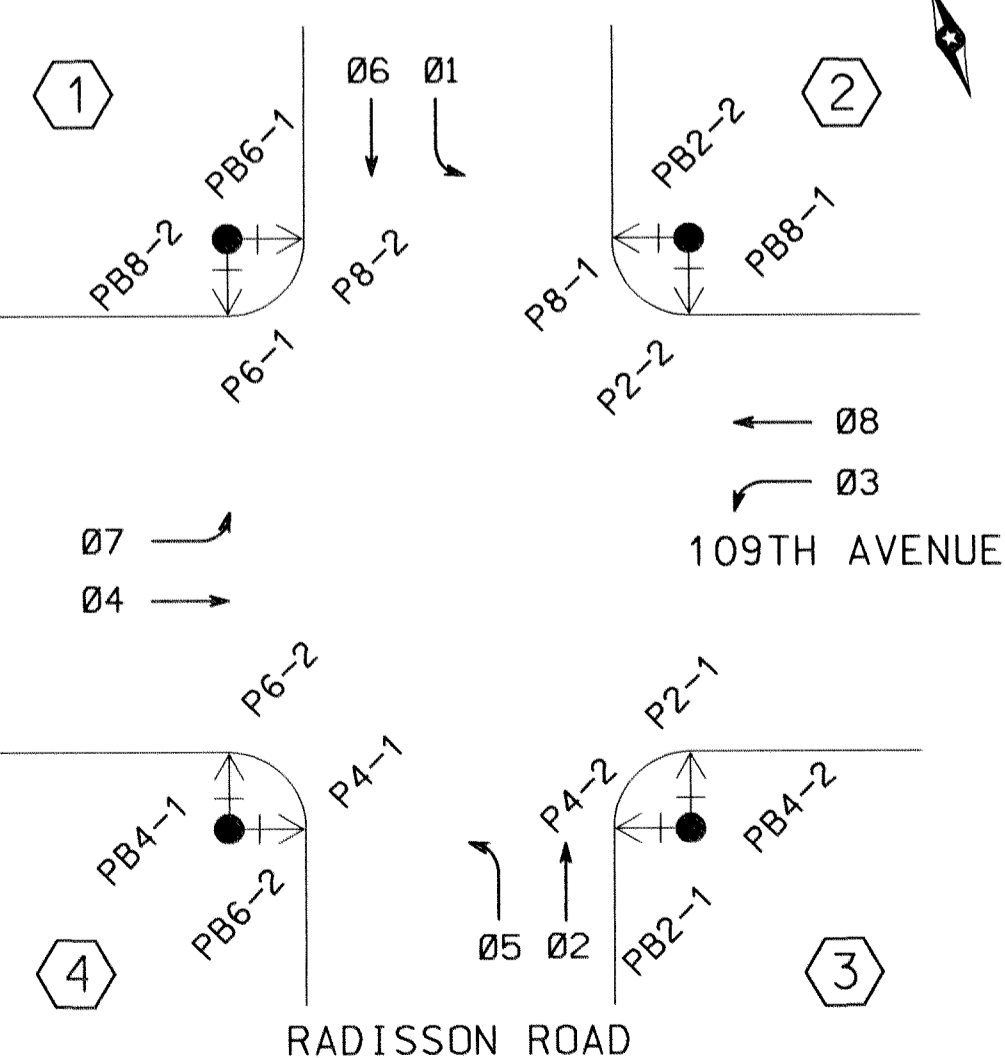 1
Ø6 Ø1
2
PB6-1
PB2-2
PB8-2
P8-2
P8-1
PB8-1
P6-1
P2-2
Ø8
Ø3
109TH AVENUE
Ø7
Ø4
P6-2
P2-1
P4-1
P4-2
PB4-1
PB4-2
PB6-2
PB2-1
Ø5 Ø2
4
3
RADISSON ROAD